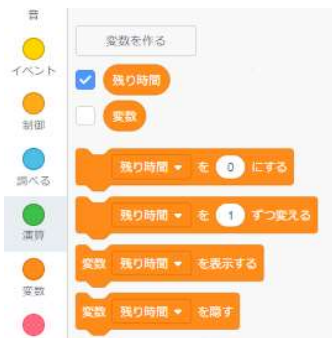 音
イベント
制御
調べる
演算
変数
変数を作る
残り時間
変数
残り時間 を 0 にする
残り時間 を 1 ずつ変える
変数 残り時間 を表示する
変数 残り時間 を隠す